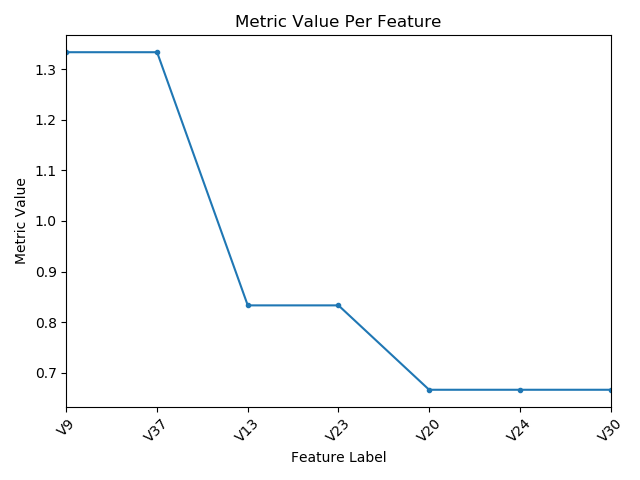 Metric Value Per Feature
1.3
1.2
1.1
1.0
0.9
0.8
0.7
Metric Value
V9 V37 V13 V23 V20 V24 V30
Feature Label